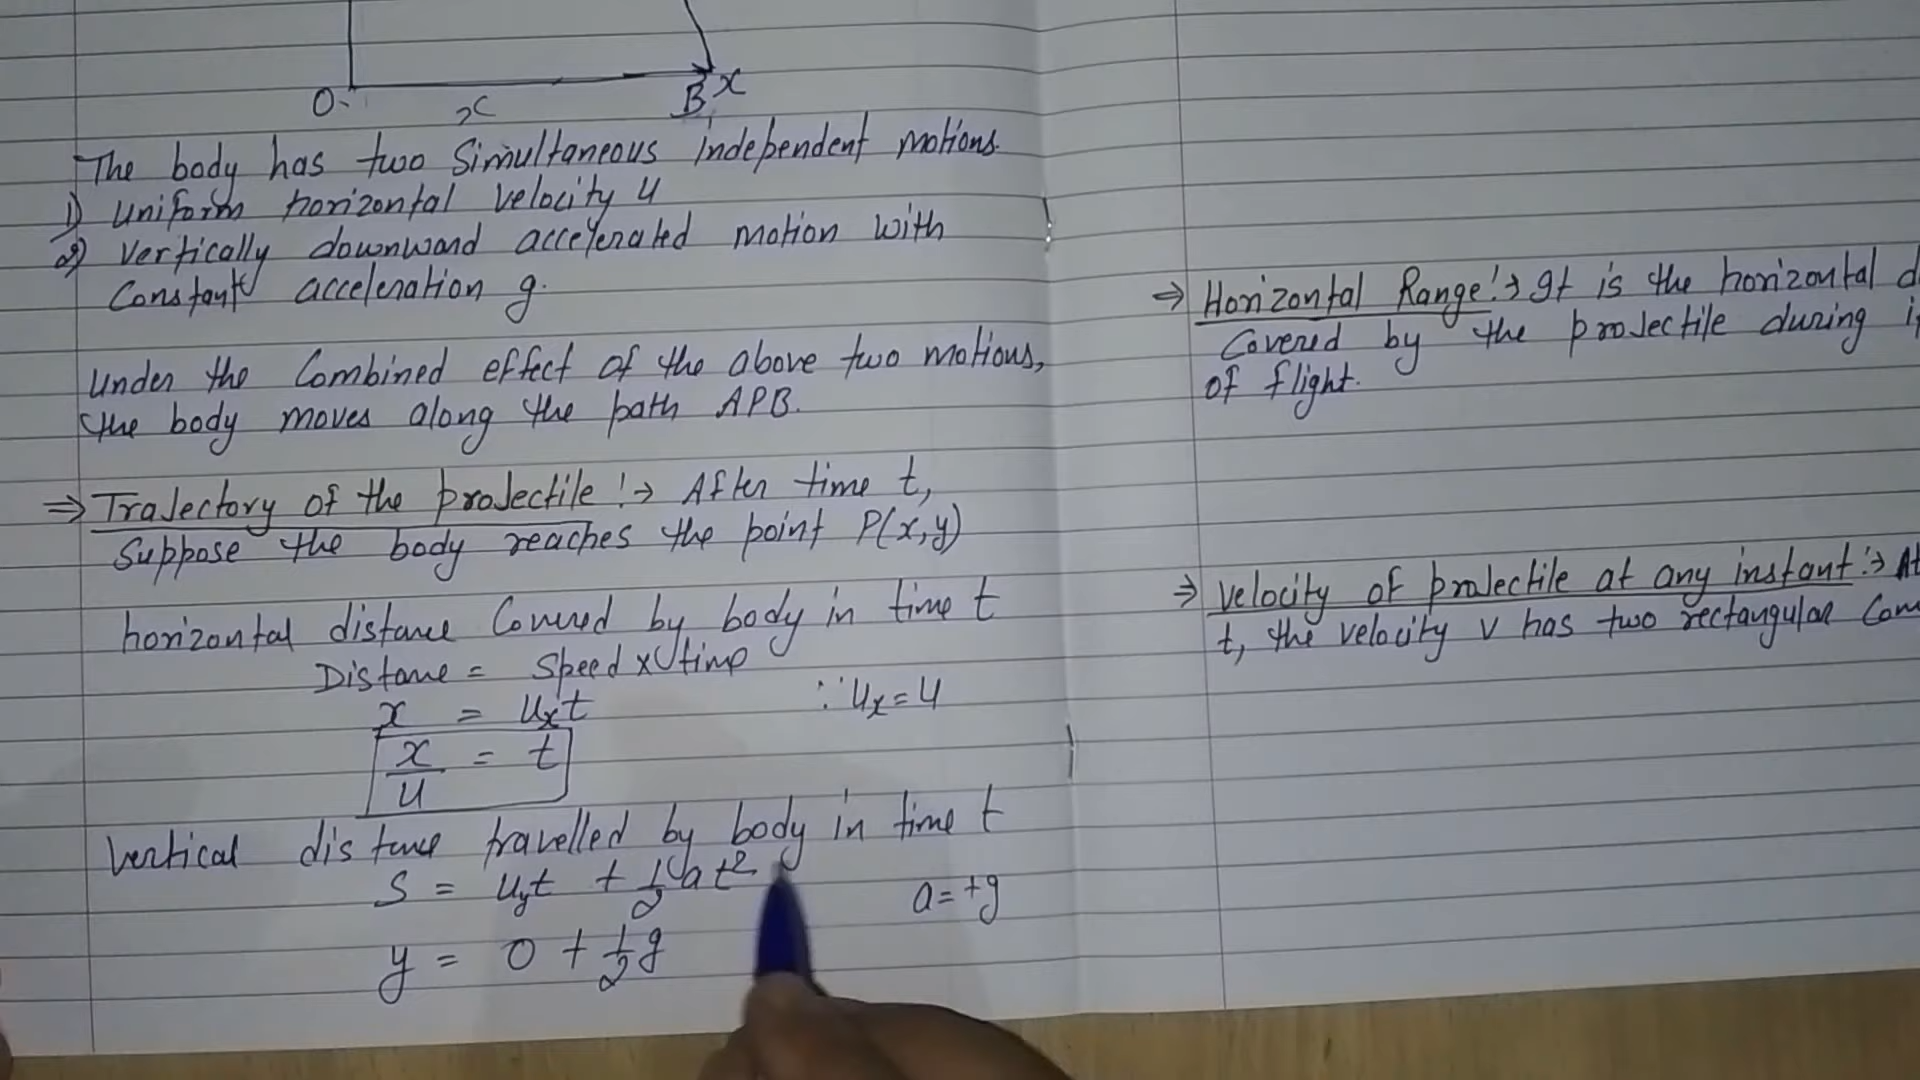 O
x
B
x
The body has two simultaneous independent motions.
1) uniform horizontal velocity u
2) vertically downward accelerated motion with
Constant acceleration g.
under the Combined effect of the above two motions,
the body moves along the path APB.
⇒ Trajectory of the projectile :→ After time t,
Suppose the body reaches the point P(x,y)
horizontal distance Covered by body in time t
Distance = speed x time
x = uₓt ∵ uₓ = u
x/u = t
Vertical distance travelled by body in time t
S = u_y t + 1/2 at² a = +g
y = 0 + 1/2 g
⇒ Horizontal Range :→ It is the horizontal
Covered by the projectile during
of flight.
⇒ velocity of projectile at any instant :→ At
t, the velocity v has two rectangular